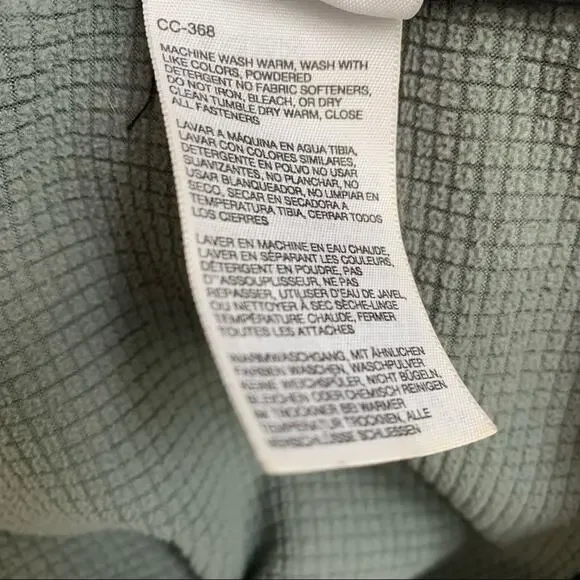 CC-368
MACHINE WASH WARM, WASH WITH
LIKE COLORS, POWDERED
DETERGENT NO FABRIC SOFTENERS,
DO NOT IRON, BLEACH, OR DRY
CLEAN TUMBLE DRY WARM, CLOSE
ALL FASTENERS
LAVAR A MÁQUINA EN AGUA TIBIA,
LAVAR CON COLORES SIMILARES,
DETERGENTE EN POLVO NO USAR
SUAVIZANTES, NO PLANCHAR, NO
USAR BLANQUEADOR, NO LIMPIAR EN
SECO, SECAR EN SECADORA A
TEMPERATURA TIBIA, CERRAR TODOS
LOS CIERRES
LAVER EN MACHINE EN EAU CHAUDE,
LAVER EN SÉPARANT LES COULEURS,
DÉTERGENT EN POUDRE, PAS
D'ASSOUPLISSEUR, NE PAS
REPASSER, UTILISER D'EAU DE JAVEL,
OU NETTOYER À SEC SÈCHE-LINGE
TEMPÉRATURE CHAUDE, FERMER
TOUTES LES ATTACHES
WARMWASCHGANG, MIT ÄHNLICHEN
FARBEN WASCHEN, WASCHPULVER
KEINE WEICHSPÜLER, NICHT BÜGELN,
BLEICHEN ODER CHEMISCH REINIGEN
IM TROCKNER BEI WARMER
TEMPERATUR TROCKNEN, ALLE
VERSCHLÜSSE SCHLIESSEN